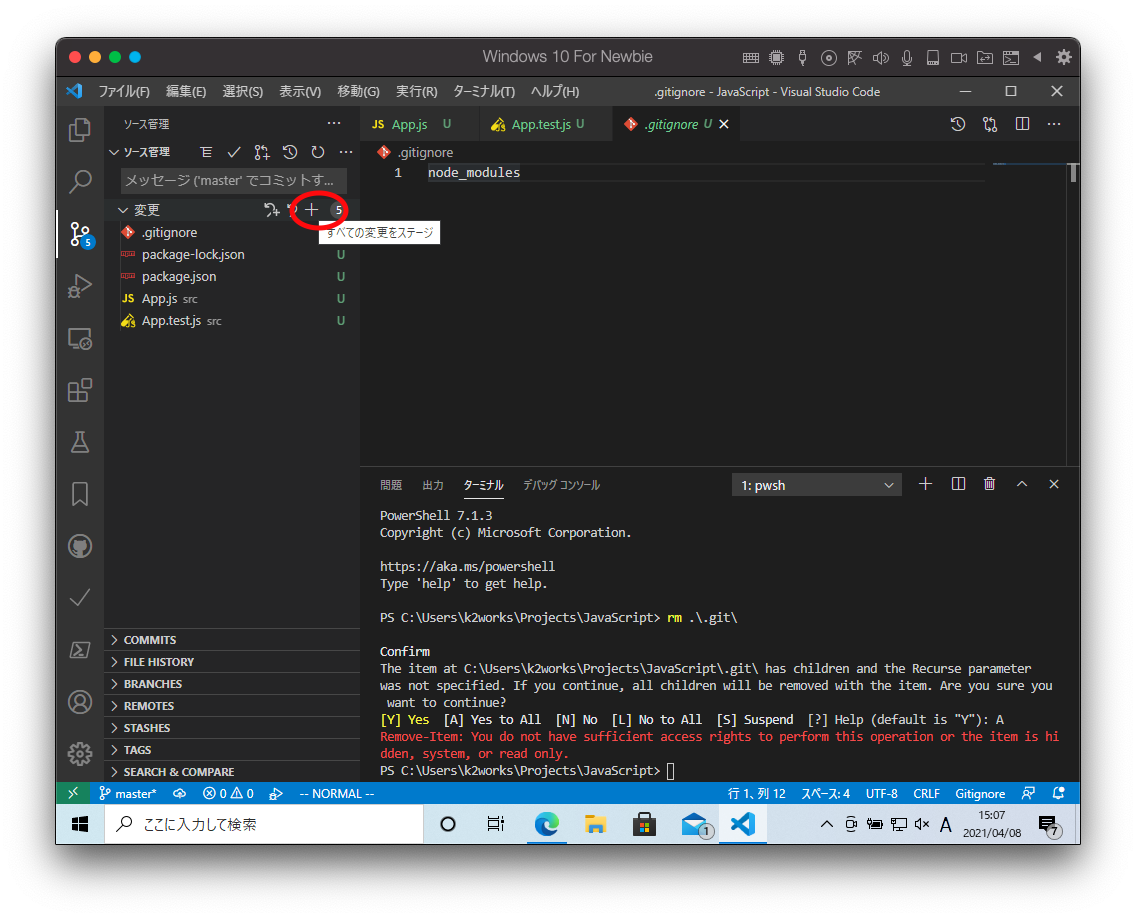 Windows 10 For Newbie
ファイル(F) 編集(E) 選択(S) 表示(V) 移動(G) 実行(R) ターミナル(T) ヘルプ(H) .gitignore - JavaScript - Visual Studio Code
ソース管理
JS App.js U App.test.js U .gitignore U
ソース管理
.gitignore
メッセージ ('master' でコミットす...
1 node_modules
変更 5
すべての変更をステージ
.gitignore
package-lock.json U
package.json U
JS App.js src U
App.test.js src U
5
問題 出力 ターミナル デバッグ コンソール 1: pwsh
PowerShell 7.1.3
Copyright (c) Microsoft Corporation.
https://aka.ms/powershell
Type 'help' to get help.
PS C:\Users\k2works\Projects\JavaScript> rm .\.git\
Confirm
The item at C:\Users\k2works\Projects\JavaScript\.git\ has children and the Recurse parameter
was not specified. If you continue, all children will be removed with the item. Are you sure you
want to continue?
[Y] Yes [A] Yes to All [N] No [L] No to All [S] Suspend [?] Help (default is "Y"): A
Remove-Item: You do not have sufficient access rights to perform this operation or the item is hi
dden, system, or read only.
PS C:\Users\k2works\Projects\JavaScript>
COMMITS
FILE HISTORY
BRANCHES
REMOTES
STASHES
TAGS
SEARCH & COMPARE
master* 0 0 -- NORMAL -- 行 1、列 12 スペース: 4 UTF-8 CRLF Gitignore
ここに入力して検索 1 A 15:07
2021/04/08 7